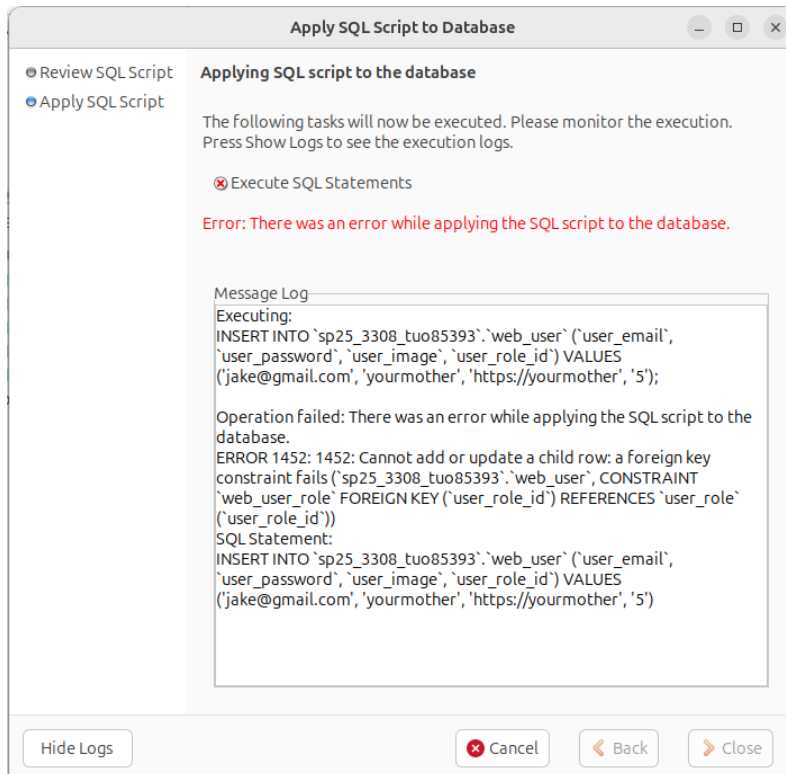 Apply SQL Script to Database
Review SQL Script
Apply SQL Script
Applying SQL script to the database
The following tasks will now be executed. Please monitor the execution.
Press Show Logs to see the execution logs.
Execute SQL Statements
Error: There was an error while applying the SQL script to the database.
Message Log
Executing:
INSERT INTO `sp25_3308_tuo85393`.`web_user` (`user_email`,
`user_password`, `user_image`, `user_role_id`) VALUES
('jake@gmail.com', 'yourmother', 'https://yourmother', '5');
Operation failed: There was an error while applying the SQL script to the
database.
ERROR 1452: 1452: Cannot add or update a child row: a foreign key
constraint fails (`sp25_3308_tuo85393`.`web_user`, CONSTRAINT
`web_user_role` FOREIGN KEY (`user_role_id`) REFERENCES `user_role`
(`user_role_id`))
SQL Statement:
INSERT INTO `sp25_3308_tuo85393`.`web_user` (`user_email`,
`user_password`, `user_image`, `user_role_id`) VALUES
('jake@gmail.com', 'yourmother', 'https://yourmother', '5')
Hide Logs
Cancel
Back
Close